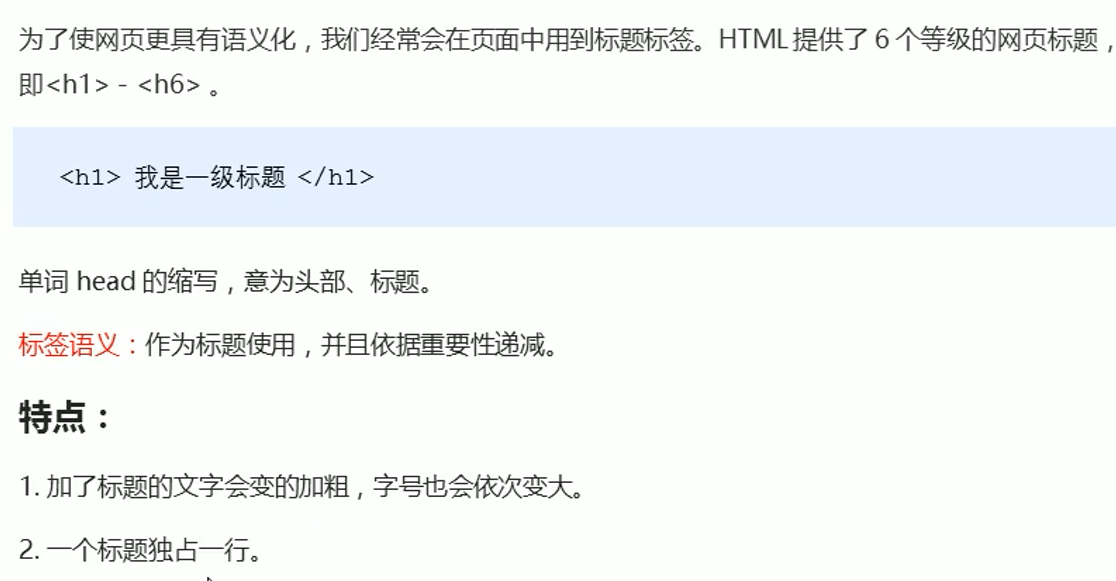 为了使网页更具有语义化，我们经常会在页面中用到标题标签。HTML提供了 6 个等级的网页标题，
即<h1> - <h6> 。
<h1> 我是一级标题 </h1>
单词 head 的缩写，意为头部、标题。
标签语义：作为标题使用，并且依据重要性递减。
特点：
1. 加了标题的文字会变的加粗，字号也会依次变大。
2. 一个标题独占一行。